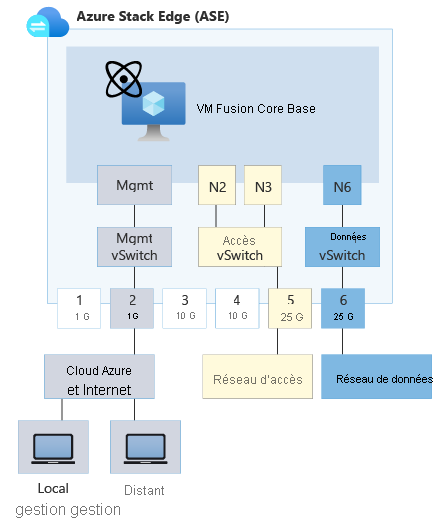 Azure Stack Edge (ASE)
VM Fusion Core Base
Mgmt
N2
N3
N6
Mgmt
vSwitch
Accès
vSwitch
Données
vSwitch
1
1 G
2
1G
3
10 G
4
10 G
5
25 G
6
25 G
Cloud Azure
et Internet
Réseau d'accès
Réseau de données
Local
Distant
gestion gestion